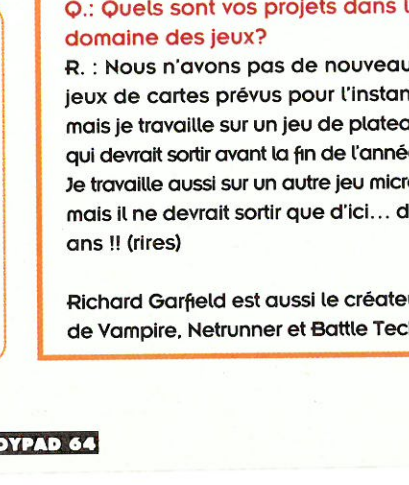 Q.: Quels sont vos projets dans
domaine des jeux?
R. : Nous n'avons pas de nouveau
jeux de cartes prévus pour l'instan
mais je travaille sur un jeu de platea
qui devrait sortir avant la fin de l'anné
Je travaille aussi sur un autre jeu micr
mais il ne devrait sortir que d'ici... d
ans !! (rires)
Richard Garfield est aussi le créateu
de Vampire, Netrunner et Battle Tec
OYPAD 64